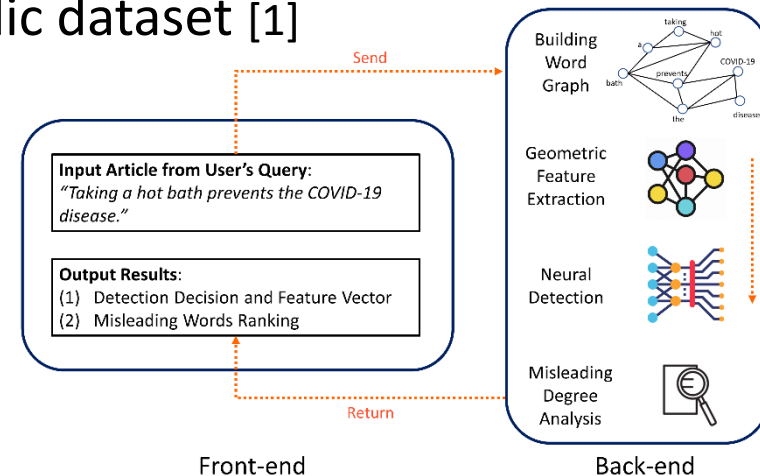 lic dataset [1]
Send
Input Article from User's Query:
"Taking a hot bath prevents the COVID-19
disease."
Output Results:
(1) Detection Decision and Feature Vector
(2) Misleading Words Ranking
Return
Front-end
Building
Word
Graph
taking
a
hot
COVID-19
bath
prevents
the
disease
Geometric
Feature
Extraction
Neural
Detection
Misleading
Degree
Analysis
Back-end